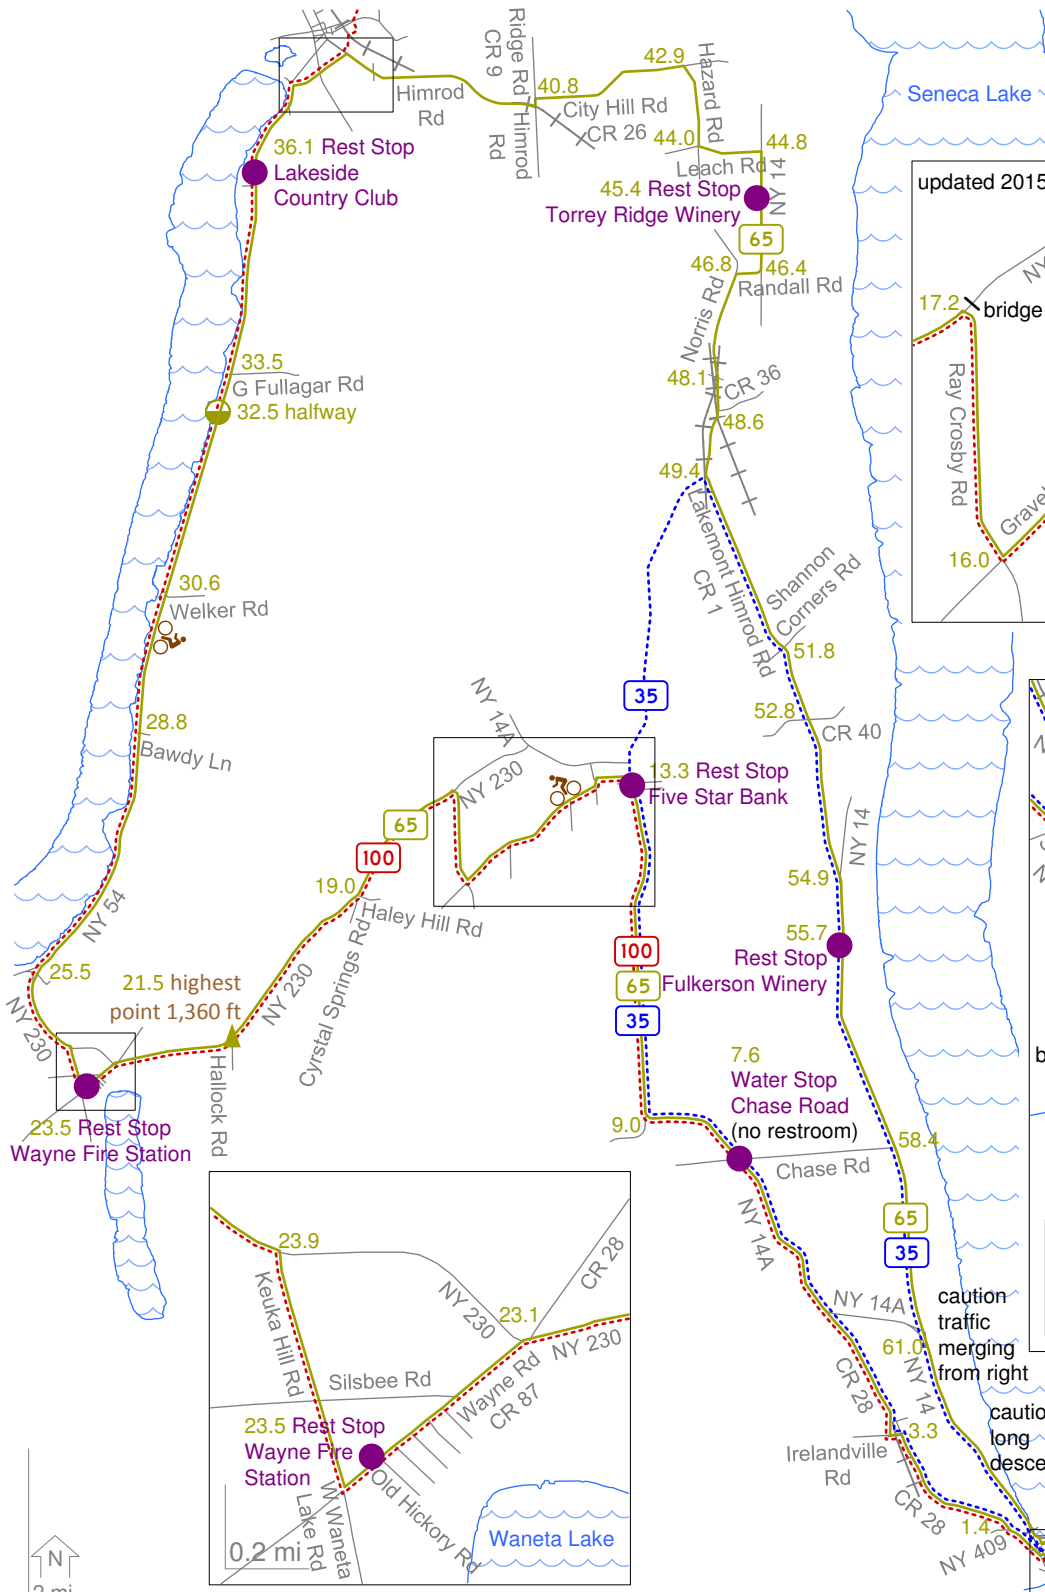 Ridge Rd
CR 9
Himrod
Rd
Himrod
Rd
40.8
42.9
City Hill Rd
CR 26
Hazard Rd
44.0
44.8
Leach Rd
NY 14
Seneca Lake
36.1 Rest Stop
Lakeside
Country Club
45.4 Rest Stop
Torrey Ridge Winery
updated 2015
65
46.8
46.4
Randall Rd
Norris Rd
NY
17.2
bridge
33.5
G Fullagar Rd
32.5 halfway
48.1
CR 36
48.6
Ray Crosby Rd
49.4
Lakemont Himrod Rd
CR 1
Grave
16.0
30.6
Welker Rd
Shannon
Corners Rd
51.8
35
28.8
Bawdy Ln
NY 14A
52.8
CR 40
NY 230
13.3 Rest Stop
Five Star Bank
65
100
NY 14
19.0
Haley Hill Rd
54.9
NY 54
Cyrstal Springs Rd
55.7
Rest Stop
Fulkerson Winery
100
65
35
25.5
21.5 highest
point 1,360 ft
NY 230
NY 230
Hallock Rd
7.6
Water Stop
Chase Road
(no restroom)
b
23.5 Rest Stop
Wayne Fire Station
9.0
58.4
Chase Rd
NY 14A
65
35
23.9
CR 28
NY 230
23.1
NY 230
Keuka Hill Rd
Silsbee Rd
Wayne Rd
CR 87
23.5 Rest Stop
Wayne Fire
Station
Old Hickory Rd
W Waneta
Lake Rd
Waneta Lake
0.2 mi
NY 14A
caution
traffic
merging
from right
61.0
NY 14
CR 28
3.3
cautio
long
desce
Irelandville
Rd
CR 28
1.4
NY 409
N
2 mi